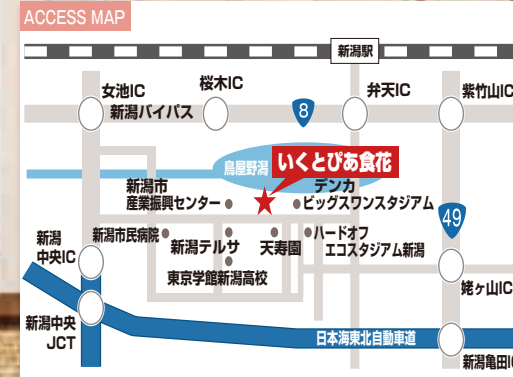 ACCESS MAP
新潟駅
女池IC
桜木IC
弁天IC
紫竹山IC
新潟バイパス
8
鳥屋野潟
いくとぴあ食花
新潟市
産業振興センター
デンカ
ビッグスワンスタジアム
49
新潟市民病院
新潟テルサ
天寿園
ハードオフ
エコスタジアム新潟
新潟
中央IC
東京学館新潟高校
姥ヶ山IC
新潟中央
JCT
日本海東北自動車道
新潟亀田IC